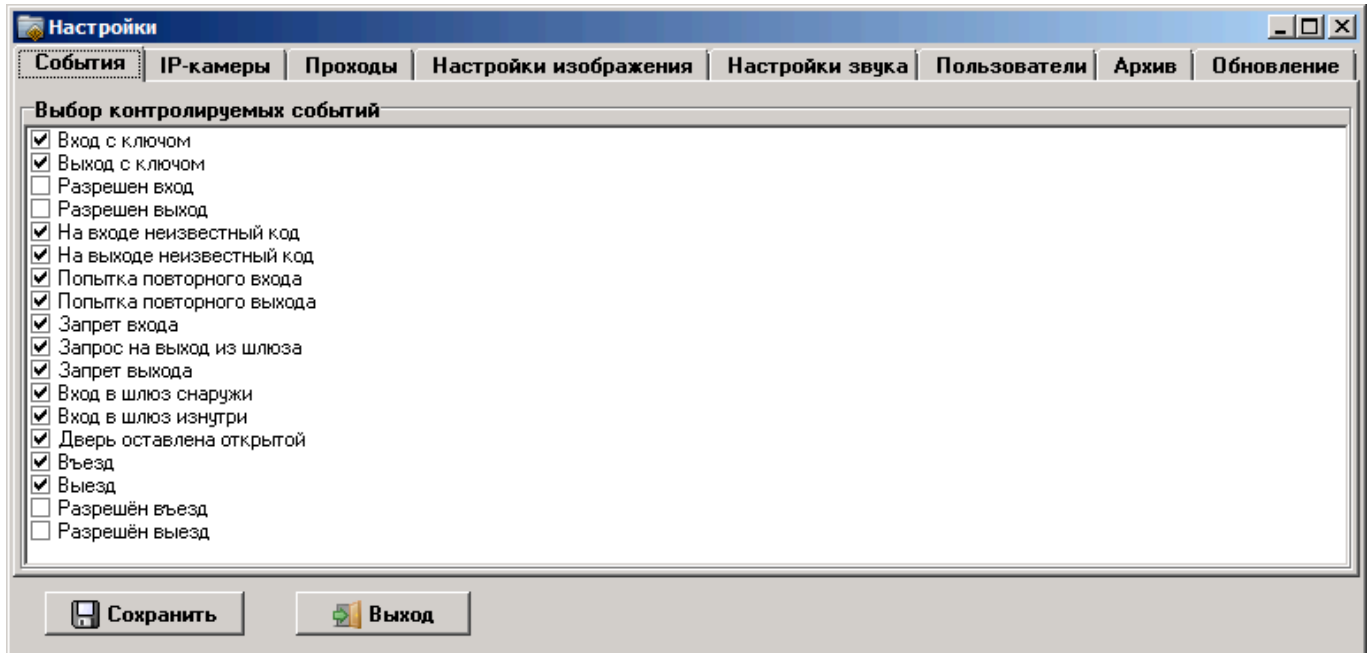 Настройки
События IP-камеры Проходы Настройки изображения Настройки звука Пользователи Архив Обновление
Выбор контролируемых событий
Вход с ключом
Выход с ключом
Разрешен вход
Разрешен выход
На входе неизвестный код
На выходе неизвестный код
Попытка повторного входа
Попытка повторного выхода
Запрет входа
Запрос на выход из шлюза
Запрет выхода
Вход в шлюз снаружи
Вход в шлюз изнутри
Дверь оставлена открытой
Въезд
Выезд
Разрешён въезд
Разрешён выезд
Сохранить Выход